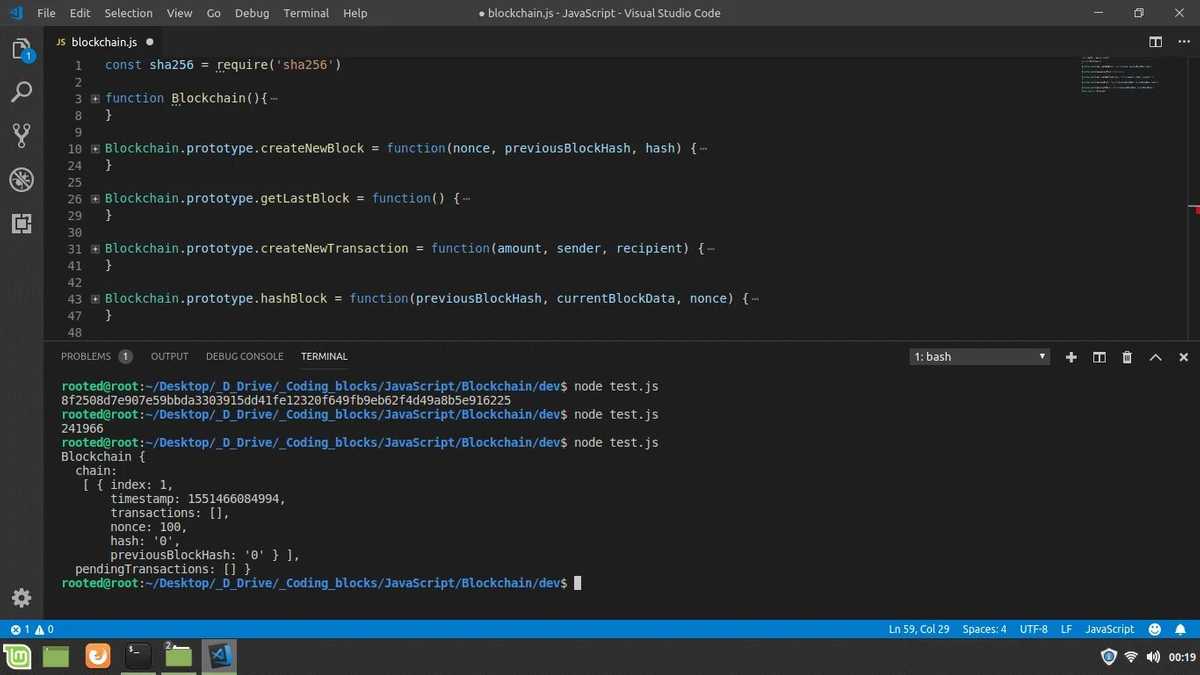 File Edit Selection View Go Debug Terminal Help
● blockchain.js - JavaScript - Visual Studio Code
1
JS blockchain.js ●
1 const sha256 = require('sha256')
2
3 function Blockchain(){⋯
8 }
9
10 Blockchain.prototype.createNewBlock = function(nonce, previousBlockHash, hash) {⋯
24 }
25
26 Blockchain.prototype.getLastBlock = function() {⋯
29 }
30
31 Blockchain.prototype.createNewTransaction = function(amount, sender, recipient) {⋯
41 }
42
43 Blockchain.prototype.hashBlock = function(previousBlockHash, currentBlockData, nonce) {⋯
47 }
48
PROBLEMS 1 OUTPUT DEBUG CONSOLE TERMINAL 1: bash
rooted@root:~/Desktop/_D_Drive/_Coding_blocks/JavaScript/Blockchain/dev$ node test.js
8f2508d7e907e59bbda3303915dd41fe12320f649fb9eb62f4d49a8b5e916225
rooted@root:~/Desktop/_D_Drive/_Coding_blocks/JavaScript/Blockchain/dev$ node test.js
241966
rooted@root:~/Desktop/_D_Drive/_Coding_blocks/JavaScript/Blockchain/dev$ node test.js
Blockchain {
  chain:
   [ { index: 1,
       timestamp: 1551466084994,
       transactions: [],
       nonce: 100,
       hash: '0',
       previousBlockHash: '0' } ],
  pendingTransactions: [] }
rooted@root:~/Desktop/_D_Drive/_Coding_blocks/JavaScript/Blockchain/dev$
1 0 Ln 59, Col 29 Spaces: 4 UTF-8 LF JavaScript
2
00:19